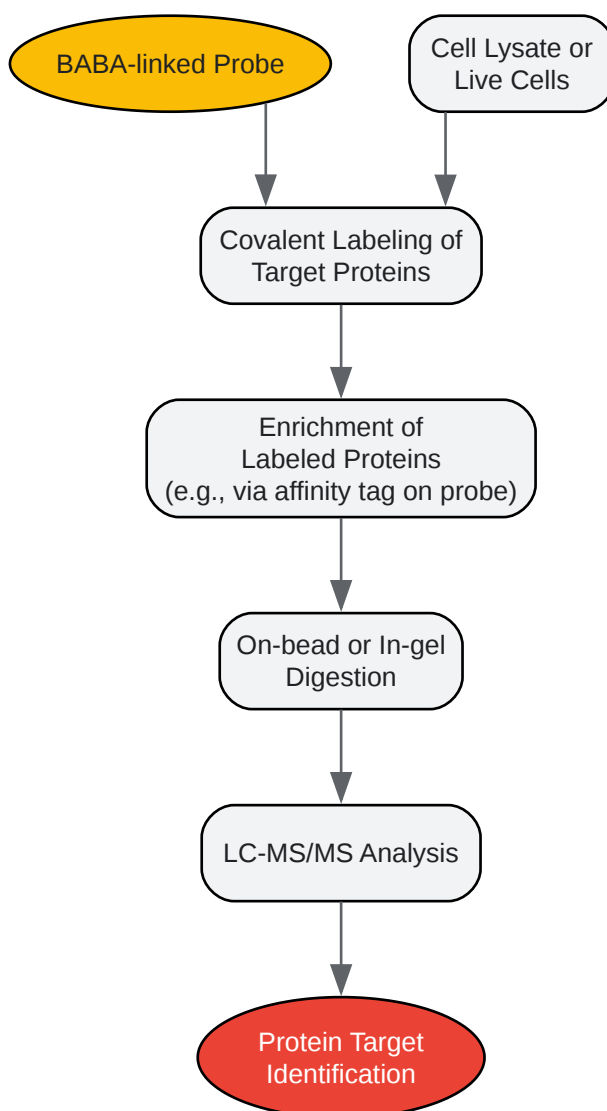 BABA-linked Probe
Cell Lysate or
Live Cells
Covalent Labeling of
Target Proteins
Enrichment of
Labeled Proteins
(e.g., via affinity tag on probe)
On-bead or In-gel
Digestion
LC-MS/MS Analysis
Protein Target
Identification